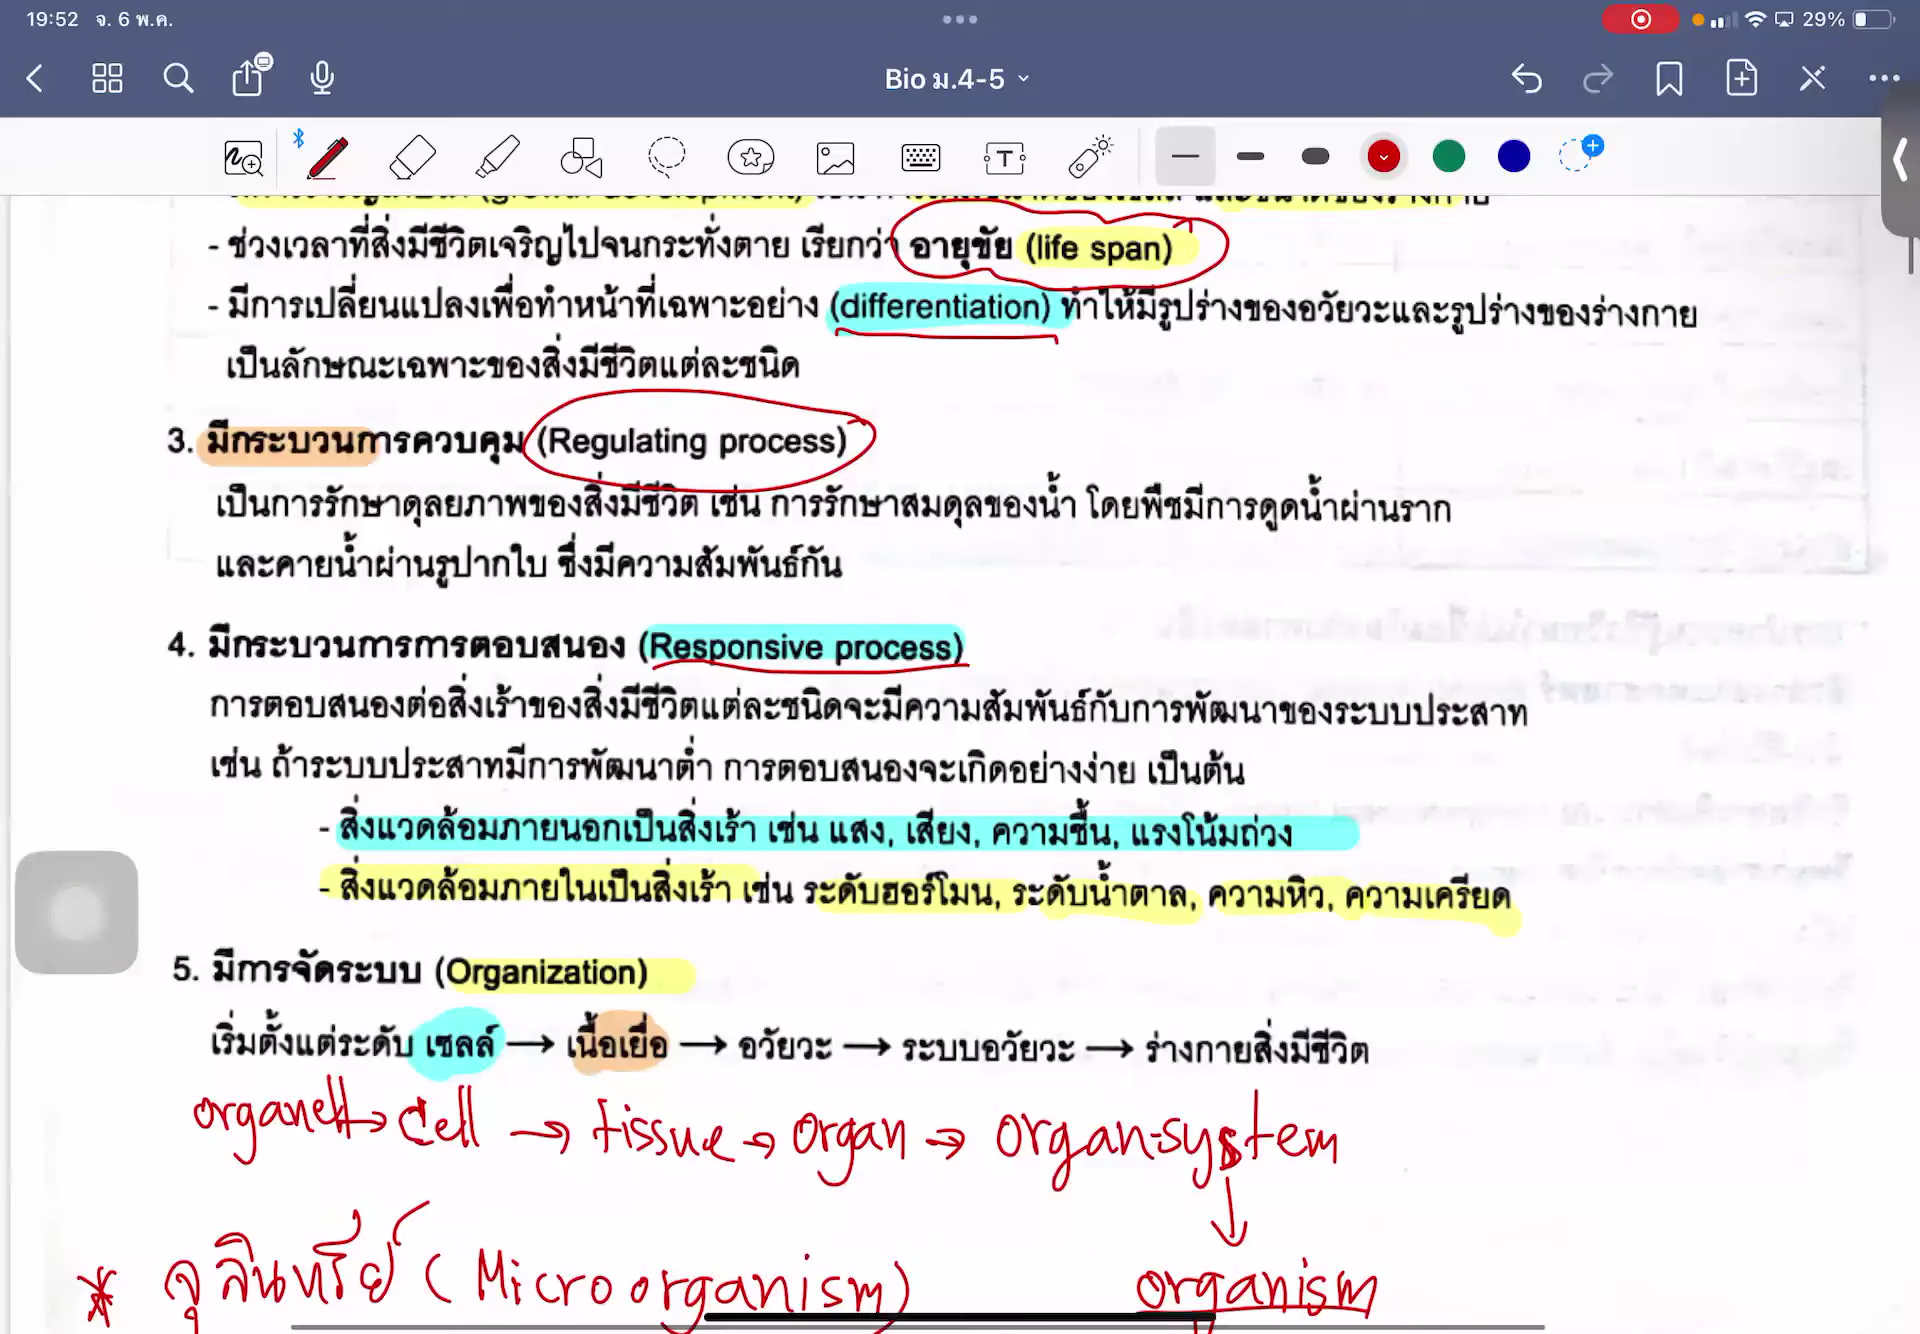 19:52 จ. 6 พ.ค.
29%
Bio ม.4-5
(growth development)
- ช่วงเวลาที่สิ่งมีชีวิตเจริญไปจนกระทั่งตาย เรียกว่า อายุขัย (life span)
- มีการเปลี่ยนแปลงเพื่อทำหน้าที่เฉพาะอย่าง (differentiation) ทำให้มีรูปร่างของอวัยวะและรูปร่างของร่างกาย
เป็นลักษณะเฉพาะของสิ่งมีชีวิตแต่ละชนิด
3. มีกระบวนการควบคุม (Regulating process)
เป็นการรักษาดุลยภาพของสิ่งมีชีวิต เช่น การรักษาสมดุลของน้ำ โดยพืชมีการดูดน้ำผ่านราก
และคายน้ำผ่านรูปากใบ ซึ่งมีความสัมพันธ์กัน
4. มีกระบวนการการตอบสนอง (Responsive process)
การตอบสนองต่อสิ่งเร้าของสิ่งมีชีวิตแต่ละชนิดจะมีความสัมพันธ์กับการพัฒนาของระบบประสาท
เช่น ถ้าระบบประสาทมีการพัฒนาต่ำ การตอบสนองจะเกิดอย่างง่าย เป็นต้น
- สิ่งแวดล้อมภายนอกเป็นสิ่งเร้า เช่น แสง, เสียง, ความชื้น, แรงโน้มถ่วง
- สิ่งแวดล้อมภายในเป็นสิ่งเร้า เช่น ระดับฮอร์โมน, ระดับน้ำตาล, ความหิว, ความเครียด
5. มีการจัดระบบ (Organization)
เริ่มตั้งแต่ระดับ เซลล์ → เนื้อเยื่อ → อวัยวะ → ระบบอวัยวะ → ร่างกายสิ่งมีชีวิต
organell → cell → tissue → organ → organ-system
↓
* จุลินทรีย์ (Microorganism) organism